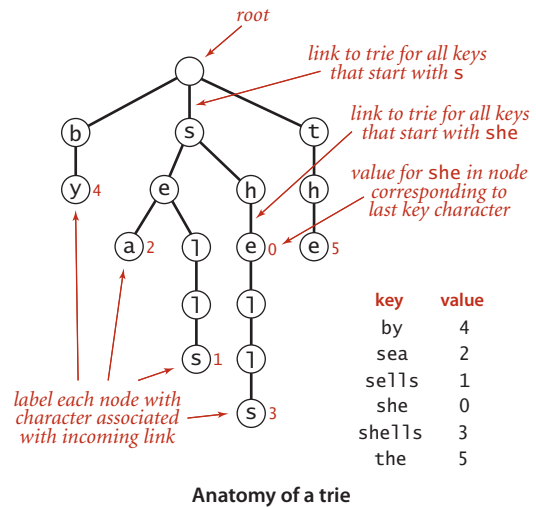 root
link to trie for all keys
that start with s
link to trie for all keys
that start with she
value for she in node
corresponding to
last key character
b
s
t
y 4
e
h
h
a 2
l
e 0
e 5
l
l
s 1
l
s 3
label each node with
character associated
with incoming link
key value
by 4
sea 2
sells 1
she 0
shells 3
the 5
Anatomy of a trie